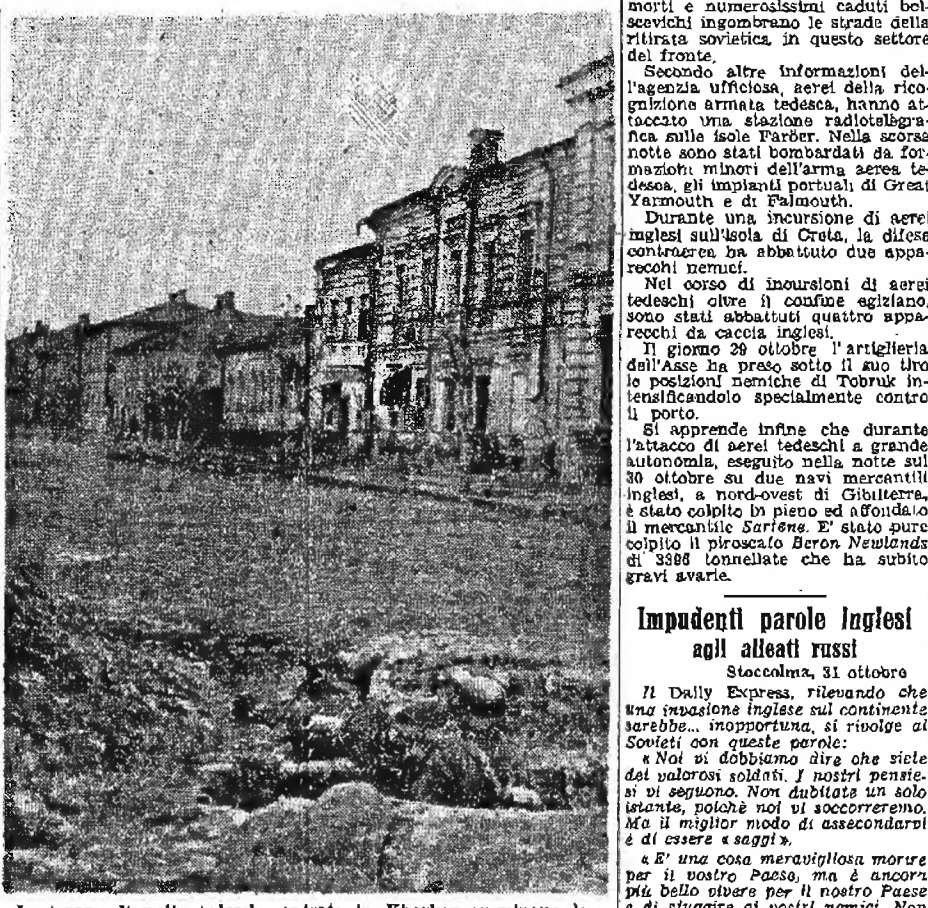 morti e numerosissimi caduti bol-
scevichi ingombrano le strade della
ritirata sovietica in questo settore
del fronte.
Secondo altre informazioni del-
l'agenzia ufficiosa, aerei della rico-
gnizione armata tedesca, hanno at-
taccato una stazione radiotelegra-
fica sulle isole Faröer. Nella scorsa
notte sono stati bombardati da for-
mazioni minori dell'arma aerea te-
desca, gli impianti portuali di Great
Yarmouth e di Falmouth.
Durante una incursione di aerei
inglesi sull'isola di Creta, la difesa
contraerea ha abbattuto due appa-
recchi nemici.
Nel corso di incursioni di aerei
tedeschi oltre il confine egiziano,
sono stati abbattuti quattro appa-
recchi da caccia inglesi.
Il giorno 29 ottobre l'artiglieria
dell'Asse ha preso sotto il suo tiro
le posizioni nemiche di Tobruk in-
tensificandolo specialmente contro
il porto.
Si apprende infine che durante
l'attacco di aerei tedeschi a grande
autonomia, eseguito nella notte sul
30 ottobre su due navi mercantili
inglesi, a nord-ovest di Gibilterra,
è stato colpito in pieno ed affondato
il mercantile Sarfene. E' stato pure
colpito il piroscafo Beron Newlands
di 3386 tonnellate che ha subito
gravi avarie.
Impudenti parole inglesi
agli alleati russi
Stoccolma, 31 ottobre
Il Daily Express, rilevando che
una invasione inglese sul continente
sarebbe... inopportuna, si rivolge ai
Sovieti con queste parole:
« Noi vi dobbiamo dire che siete
dei valorosi soldati. I nostri pensie-
si vi seguono. Non dubitate un solo
istante, poichè noi vi soccorreremo.
Ma il miglior modo di assecondarvi
è di essere « saggi ».
« E' una cosa meravigliosa morire
per il vostro Paese, ma è ancora
più bello vivere per il nostro Paese
e di sfuggire ai vostri nemici. Non